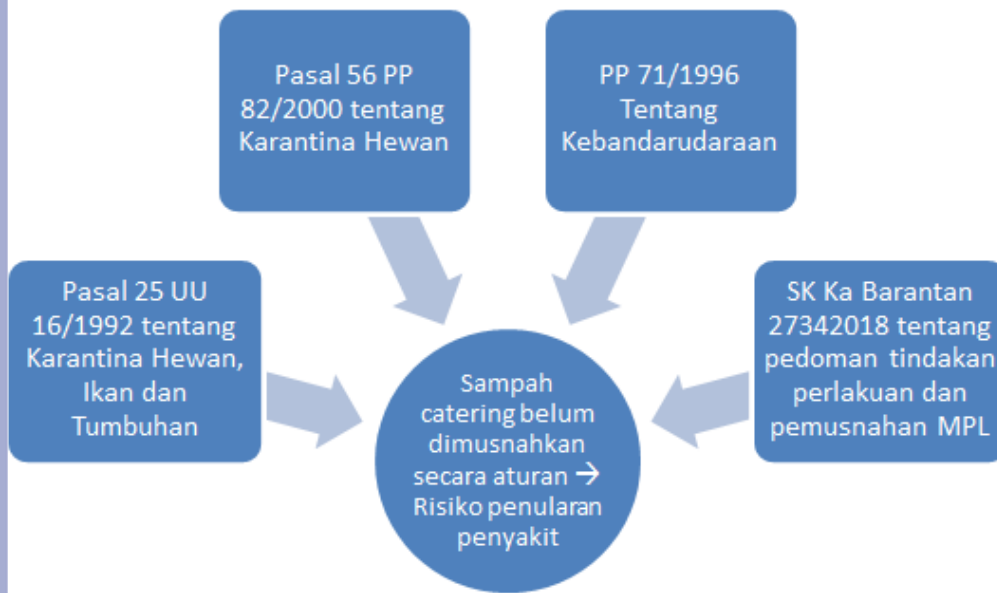 Pasal 56 PP
82/2000 tentang
Karantina Hewan
PP 71/1996
Tentang
Kebandarudaraan
Pasal 25 UU
16/1992 tentang
Karantina Hewan,
Ikan dan
Tumbuhan
SK Ka Barantan
27342018 tentang
pedoman tindakan
perlakuan dan
pemusnahan MPL
Sampah
catering belum
dimusnahkan
secara aturan →
Risiko penularan
penyakit